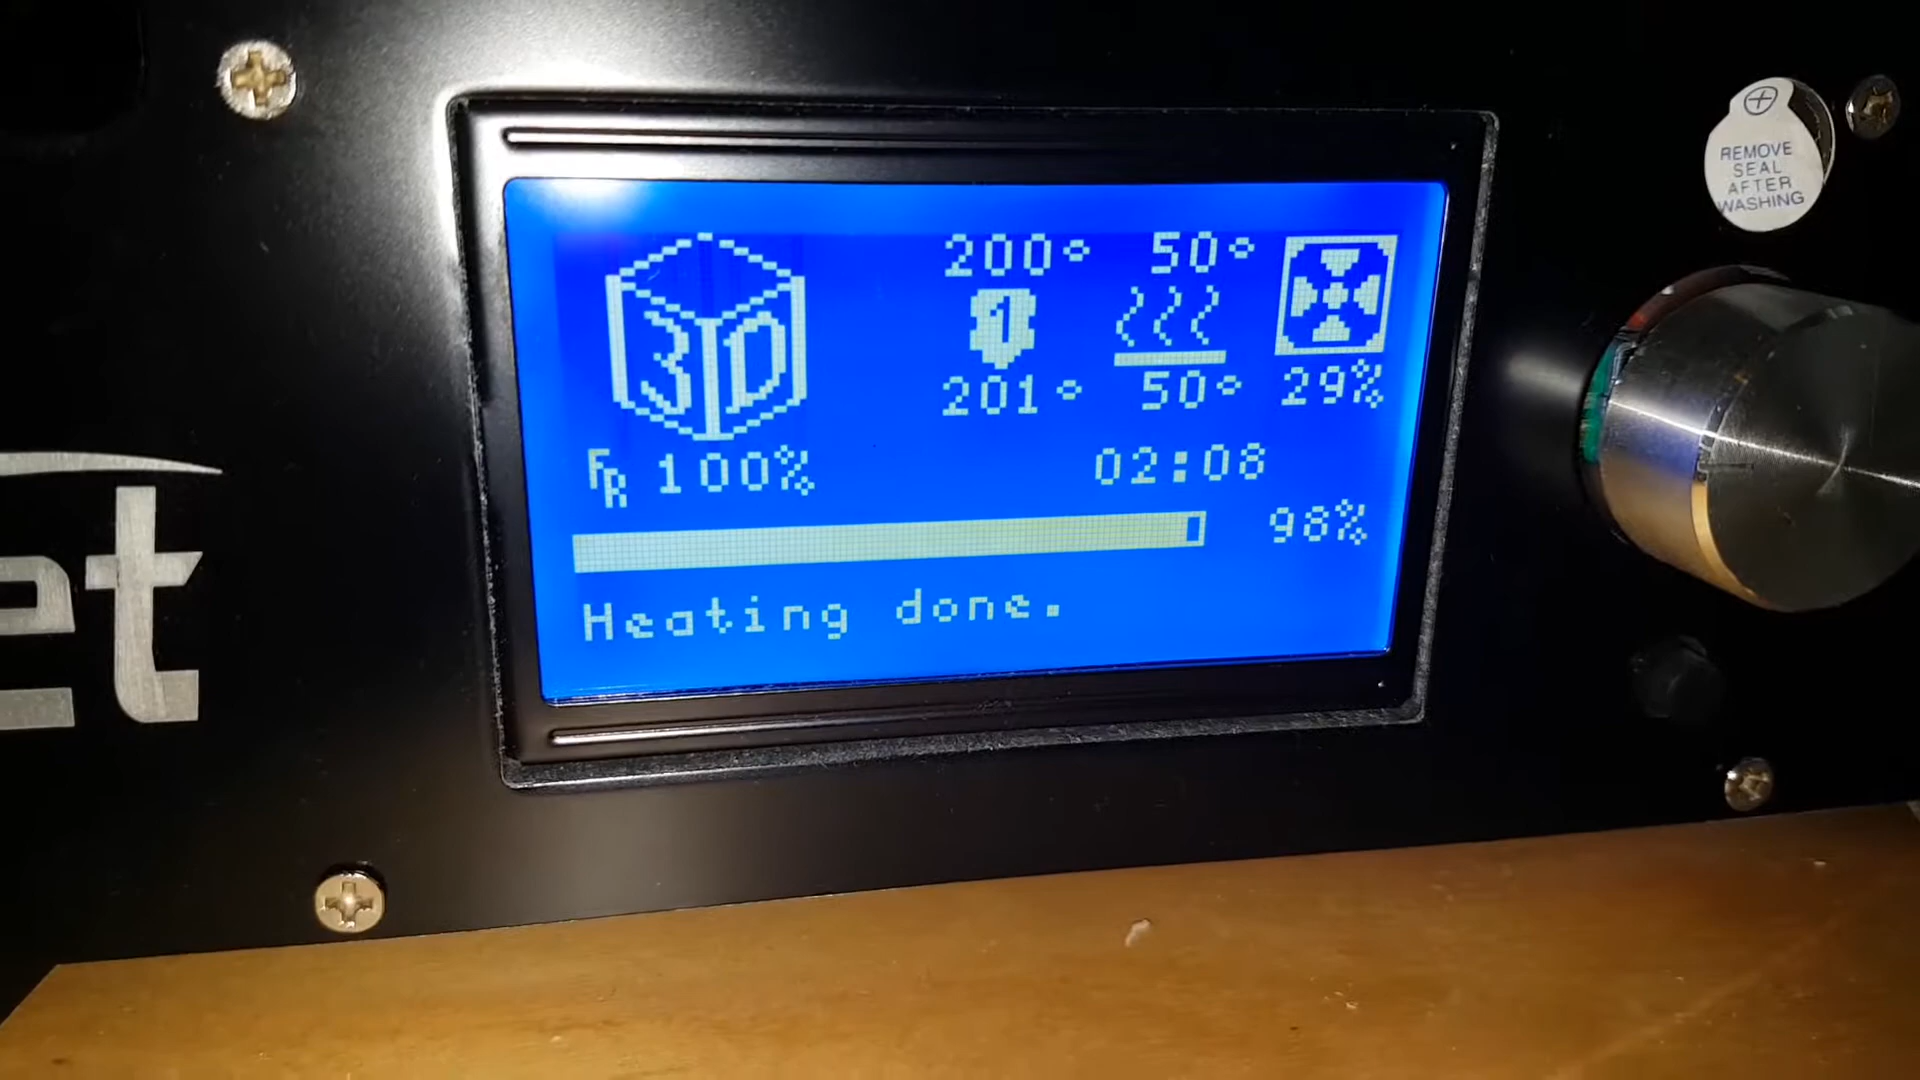 et
REMOVE
SEAL
AFTER
WASHING
3D
200° 50°
1
201° 50° 29%
FR 100% 02:08
98%
Heating done.